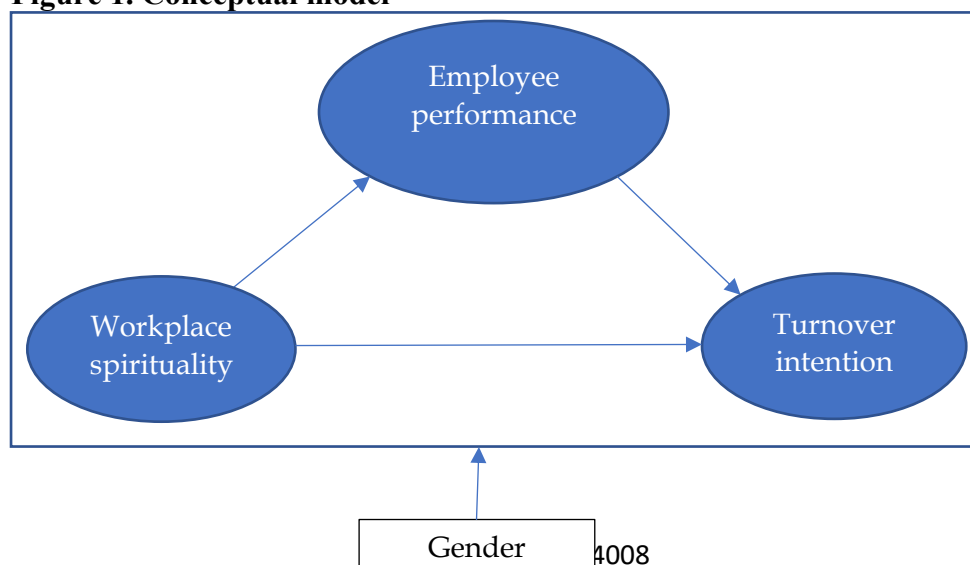 Figure 1. Conceptual model
Employee
performance
Workplace
spirituality
Turnover
intention
Gender
4008